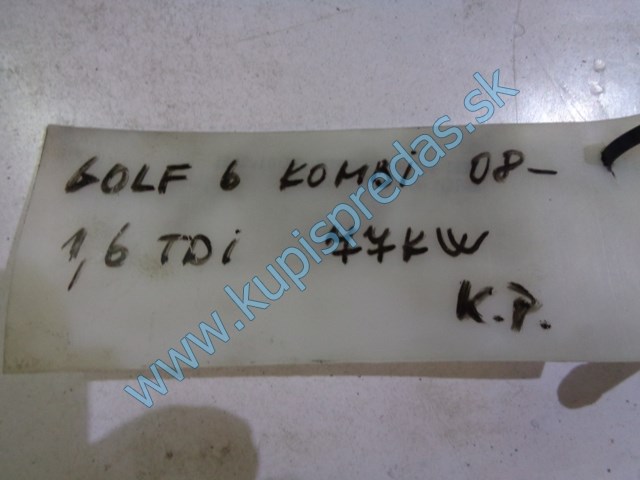 GOLF 6 KOMBi 08-
1,6 TDi 77KW
K.P.
www.kupispredas.sk